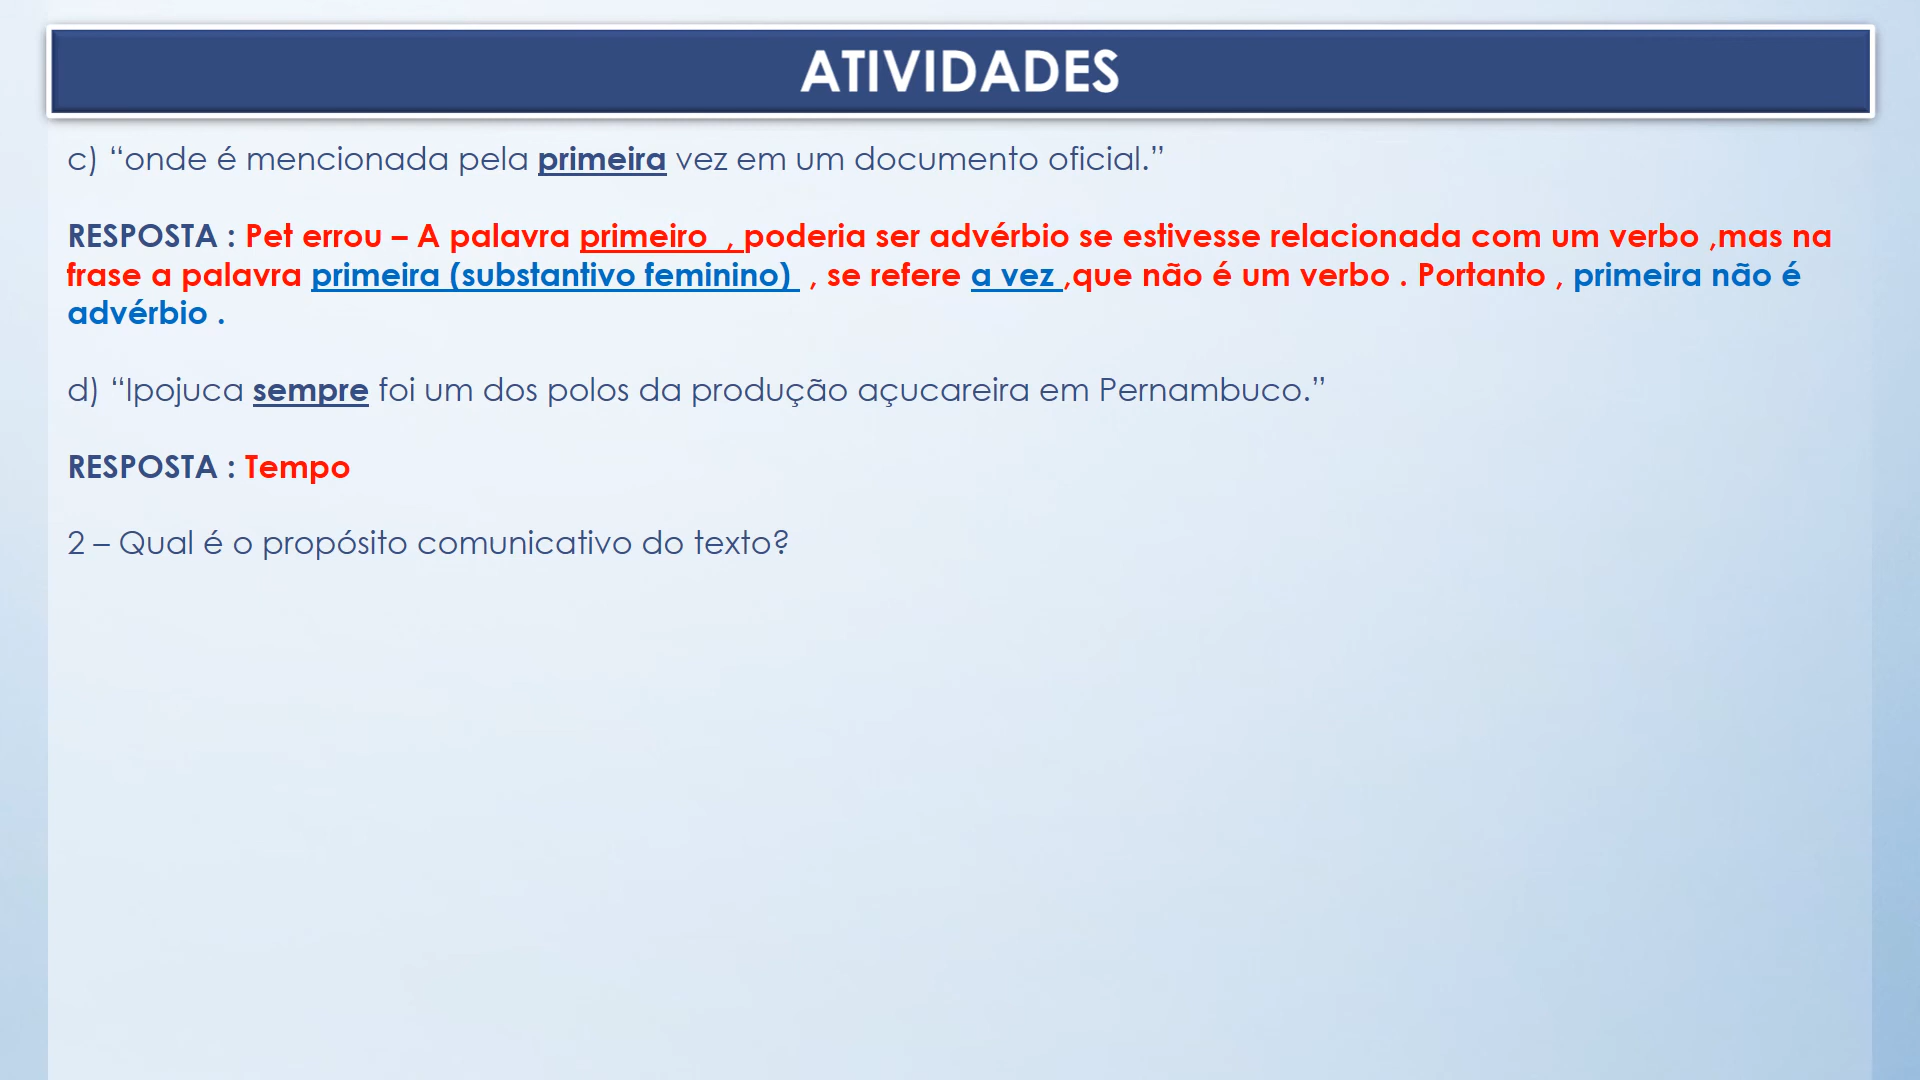 ATIVIDADES
c) “onde é mencionada pela primeira vez em um documento oficial.”
RESPOSTA : Pet errou – A palavra primeiro , poderia ser advérbio se estivesse relacionada com um verbo ,mas na
frase a palavra primeira (substantivo feminino) , se refere a vez ,que não é um verbo . Portanto , primeira não é
advérbio .
d) “Ipojuca sempre foi um dos polos da produção açucareira em Pernambuco.”
RESPOSTA : Tempo
2 – Qual é o propósito comunicativo do texto?